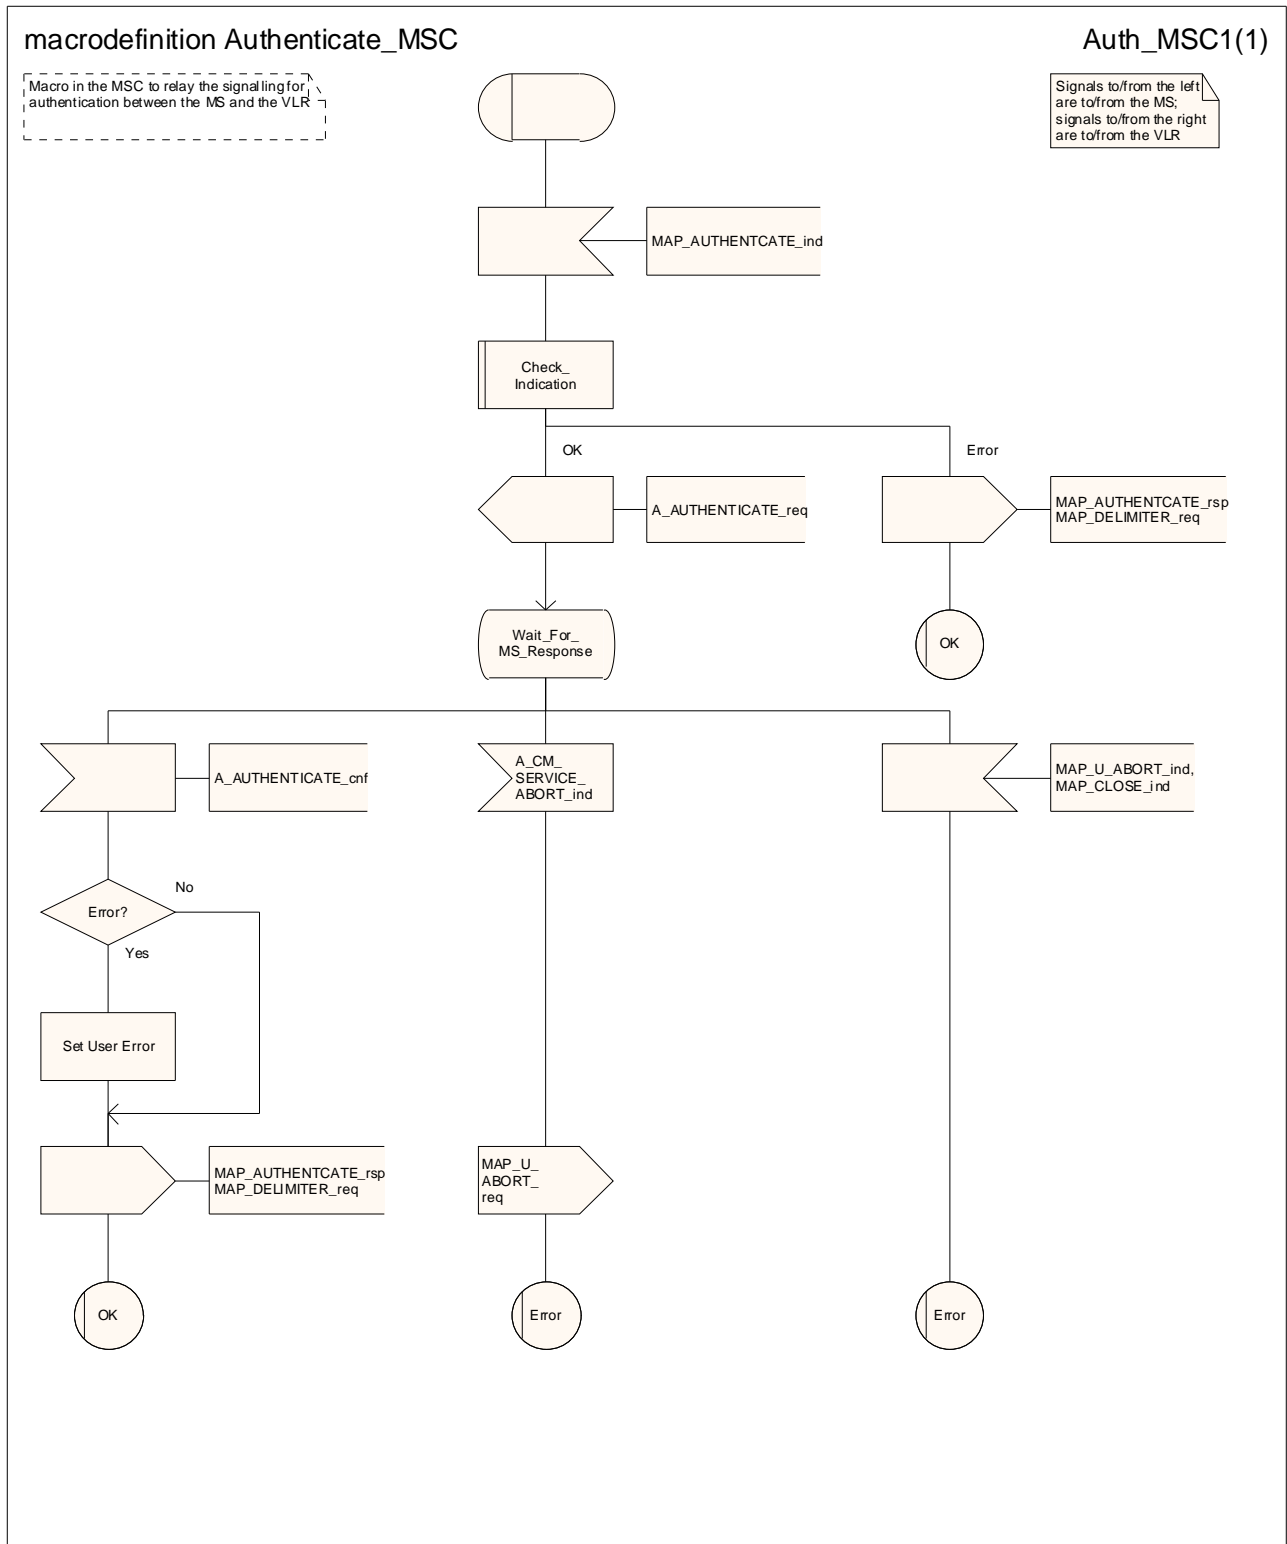 macrodefinition Authenticate_MSC
Auth_MSC1(1)
Macro in the MSC to relay the signalling for
authentication between the MS and the VLR
Signals to/from the left
are to/from the MS;
signals to/from the right
are to/from the VLR
MAP_AUTHENTCATE_ind
Check_
Indication
OK
Error
A_AUTHENTICATE_req
MAP_AUTHENTCATE_rsp
MAP_DELIMITER_req
Wait_For_
MS_Response
OK
A_AUTHENTICATE_cnf
A_CM_
SERVICE_
ABORT_ind
MAP_U_ABORT_ind,
MAP_CLOSE_ind
No
Error?
Yes
Set User Error
MAP_AUTHENTCATE_rsp
MAP_DELIMITER_req
MAP_U_
ABORT_
req
OK
Error
Error